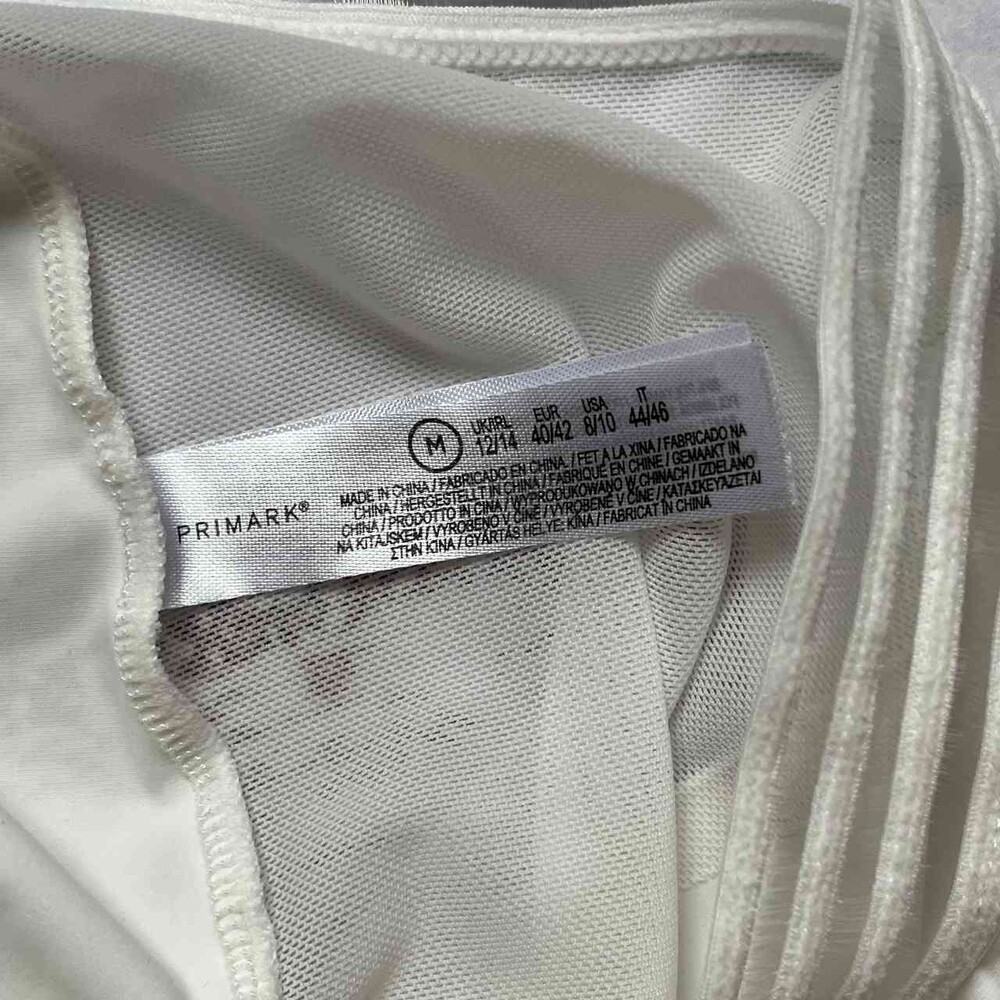 PRIMARK®
M
UK/IRL EUR USA IT
12/14 40/42 8/10 44/46
MADE IN CHINA / FABRICADO EN CHINA. / FET A LA XINA / FABRICADO NA
CHINA / HERGESTELLT IN CHINA / FABRIQUÉ EN CHINE / GEMAAKT IN
CHINA / PRODOTTO IN CINA / WYPRODUKOWANO W CHINACH / IZDELANO
NA KITAJSKEM / VYROBENO V ČÍNĚ / VYROBENÉ V ČÍNE / ΚΑΤΑΣΚΕΥΑΖΕΤΑΙ
ΣΤΗΝ ΚΙΝΑ / GYÁRTÁS HELYE: KÍNA / FABRICAT ÎN CHINA